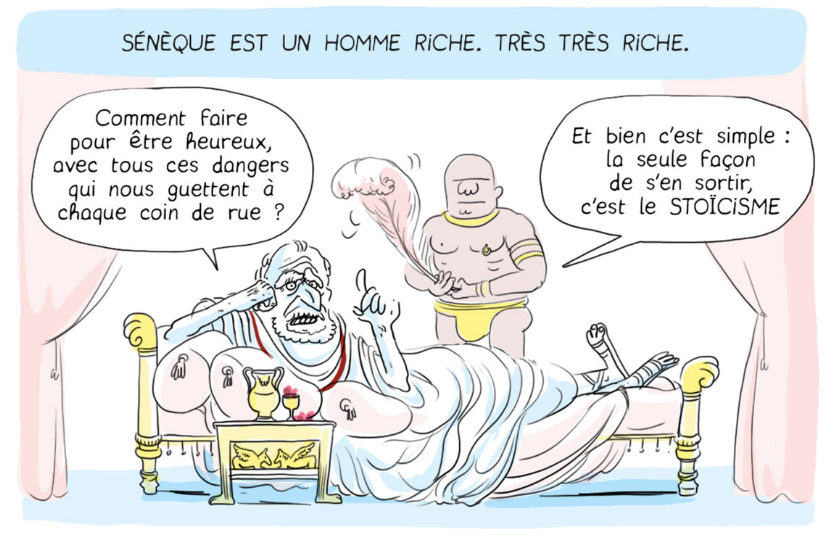 SÉNÈQUE EST UN HOMME RICHE. TRÈS TRÈS RICHE.
Comment faire
pour être heureux,
avec tous ces dangers
qui nous guettent à
chaque coin de rue ?
Et bien c'est simple :
la seule façon
de s'en sortir,
c'est le STOÏCISME